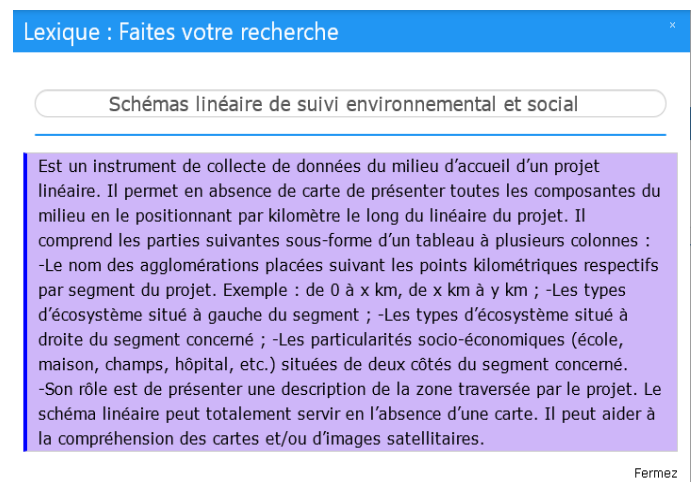 Lexique : Faites votre recherche
×
Schémas linéaire de suivi environnemental et social
Est un instrument de collecte de données du milieu d’accueil d’un projet
linéaire. Il permet en absence de carte de présenter toutes les composantes du
milieu en le positionnant par kilomètre le long du linéaire du projet. Il
comprend les parties suivantes sous-forme d’un tableau à plusieurs colonnes :
-Le nom des agglomérations placées suivant les points kilométriques respectifs
par segment du projet. Exemple : de 0 à x km, de x km à y km ; -Les types
d’écosystème situé à gauche du segment ; -Les types d’écosystème situé à
droite du segment concerné ; -Les particularités socio-économiques (école,
maison, champs, hôpital, etc.) situées de deux côtés du segment concerné.
-Son rôle est de présenter une description de la zone traversée par le projet. Le
schéma linéaire peut totalement servir en l’absence d’une carte. Il peut aider à
la compréhension des cartes et/ou d’images satellitaires.
Fermez